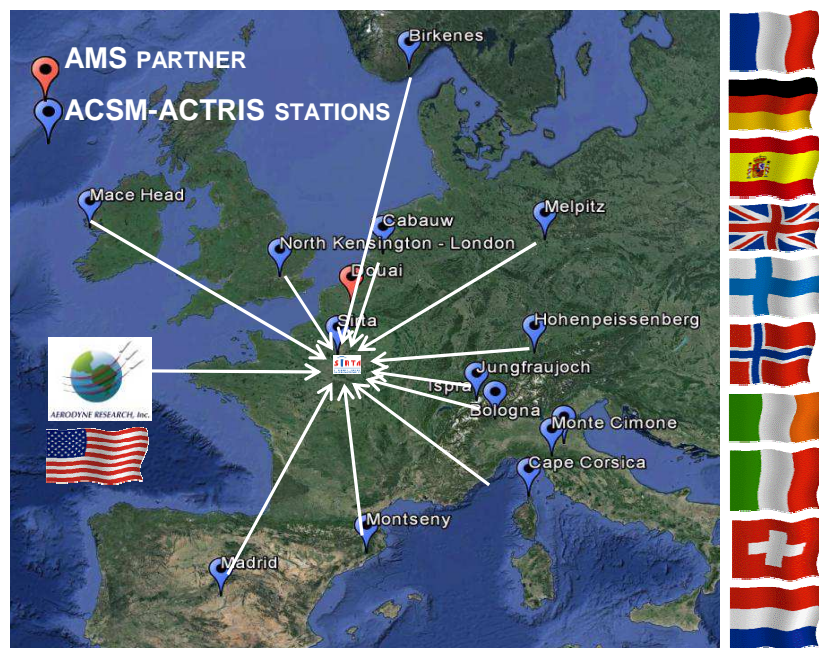 Birkenes
AMS PARTNER
ACSM-ACTRIS STATIONS
Mace Head
Melpitz
Cabauw
North Kensington - London
Douai
Sirta
Hohenpeissenberg
SIRTA
Jungfraujoch
Ispra
AERODYNE RESEARCH, Inc.
Bologna
Monte Cimone
Cape Corsica
Montseny
Madrid